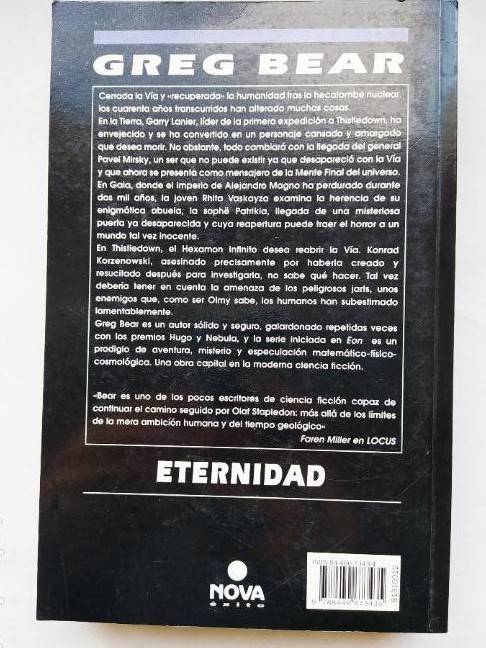 GREG BEAR
Cerrada la Vía y «recuperada» la humanidad tras la hecatombe nuclear,
los cuarenta años transcurridos han alterado muchas cosas.
En la Tierra, Garry Lanier, líder de la primera expedición a Thistledown, ha
envejecido y se ha convertido en un personaje cansado y amargado
que desea morir. No obstante, todo cambiará con la llegada del general
Pavel Mirsky, un ser que no puede existir ya que desapareció con la Vía
y que ahora se presenta como mensajero de la Mente Final del universo.
En Gaia, donde el imperio de Alejandro Magno ha perdurado durante
dos mil años, la joven Rhita Vaskayza examina la herencia de su
enigmática abuela, la sophë Patrikia, llegada de una misteriosa
puerta ya desaparecida y cuya reapertura puede traer el horror a un
mundo tal vez inocente.
En Thistledown, el Hexamon Infinito desea reabrir la Vía. Konrad
Korzenowski, asesinado precisamente por haberla creado y
resucitado después para investigarla, no sabe qué hacer. Tal vez
debería tener en cuenta la amenaza de los peligrosos jarts, unos
enemigos que, como ser Olmy sabe, los humanos han subestimado
lamentablemente.
Greg Bear es un autor sólido y seguro, galardonado repetidas veces
con los premios Hugo y Nebula, y la serie iniciada en Eon es un
prodigio de aventura, misterio y especulación matemático-físico-
cosmológica. Una obra capital en la moderna ciencia ficción.
«Bear es uno de los pocos escritores de ciencia ficción capaz de
continuar el camino seguido por Olaf Stapledon: más allá de los límites
de la mera ambición humana y del tiempo geológico»
Faren Miller en LOCUS
ETERNIDAD
B
NOVA
éxito
ISBN 84-406-7343-4
9 788440 673435